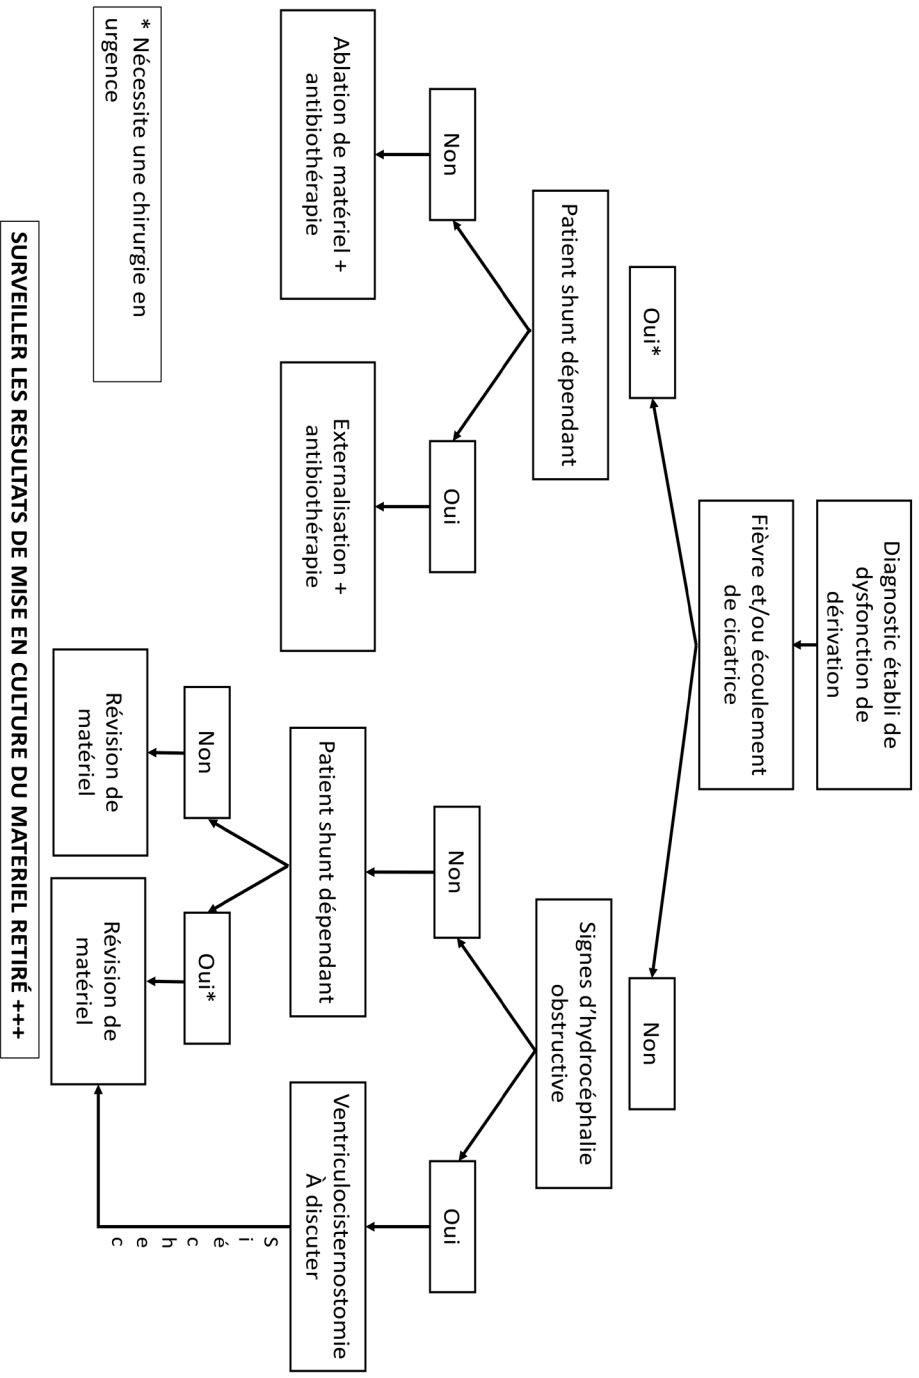 Diagnostic établi de
dysfonction de
dérivation
Fièvre et/ou écoulement
de cicatrice
Oui*
Non
Patient shunt dépendant
Signes d’hydrocéphalie
obstructive
Non
Oui
Non
Oui
Ablation de matériel +
antibiothérapie
Externalisation +
antibiothérapie
Patient shunt dépendant
Ventriculocisternostomie
À discuter
Non
Oui*
Si échec
Révision de
matériel
Révision de
matériel
* Nécessite une chirurgie en
urgence
SURVEILLER LES RESULTATS DE MISE EN CULTURE DU MATERIEL RETIRÉ +++